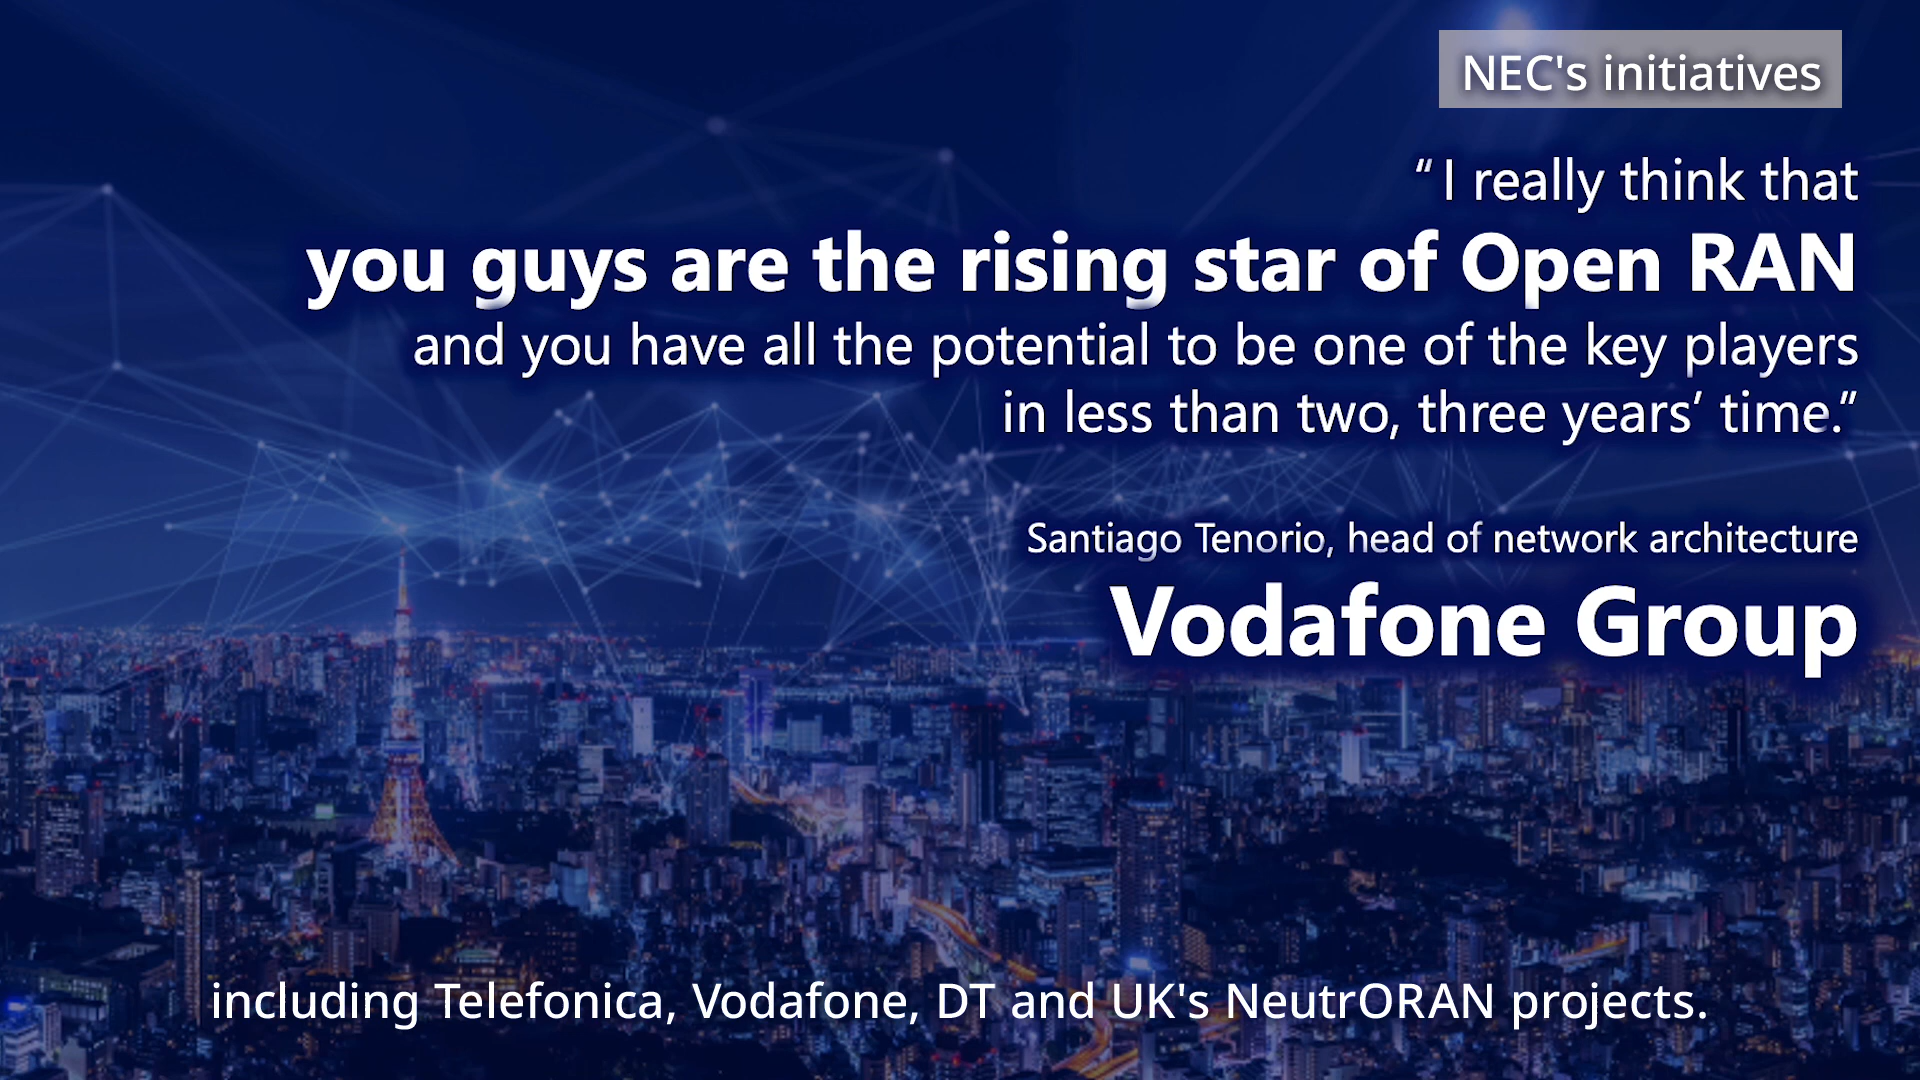 NEC's initiatives
“ I really think that
you guys are the rising star of Open RAN
and you have all the potential to be one of the key players
in less than two, three years’ time.”
Santiago Tenorio, head of network architecture
Vodafone Group
including Telefonica, Vodafone, DT and UK's NeutrORAN projects.